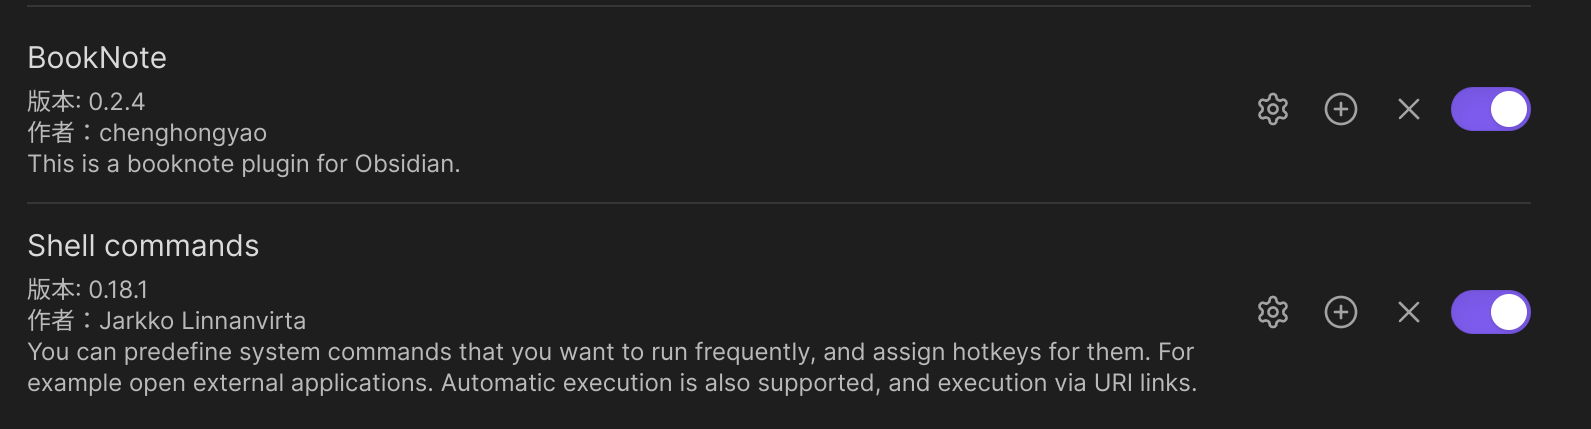 BookNote
版本: 0.2.4
作者：chenghongyao
This is a booknote plugin for Obsidian.
Shell commands
版本: 0.18.1
作者：Jarkko Linnanvirta
You can predefine system commands that you want to run frequently, and assign hotkeys for them. For
example open external applications. Automatic execution is also supported, and execution via URI links.